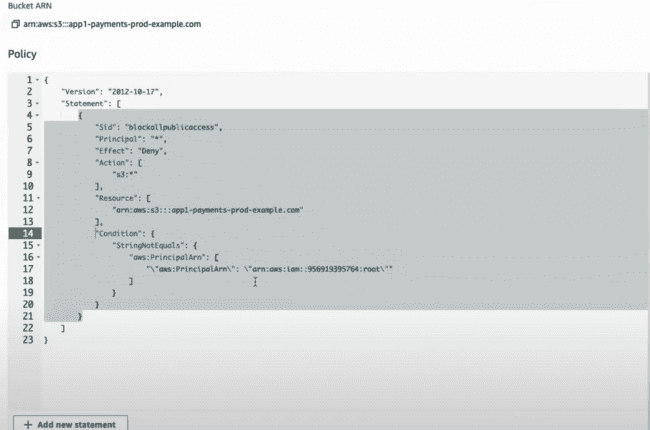 Bucket ARN
arn:aws:s3:::app1-payments-prod-example.com
Policy
1 {
2 "Version": "2012-10-17",
3 "Statement": [
4 {
5 "Sid": "blockallpublicaccess",
6 "Principal": "*",
7 "Effect": "Deny",
8 "Action": [
9 "s3:*"
10 ],
11 "Resource": [
12 "arn:aws:s3:::app1-payments-prod-example.com"
13 ],
14 "Condition": {
15 "StringNotEquals": {
16 "aws:PrincipalArn": [
17 "\"aws:PrincipalArn\": \"arn:aws:iam::956919395764:root\""
18 ]
19 }
20 }
21 }
22 ]
23 }
+ Add new statement